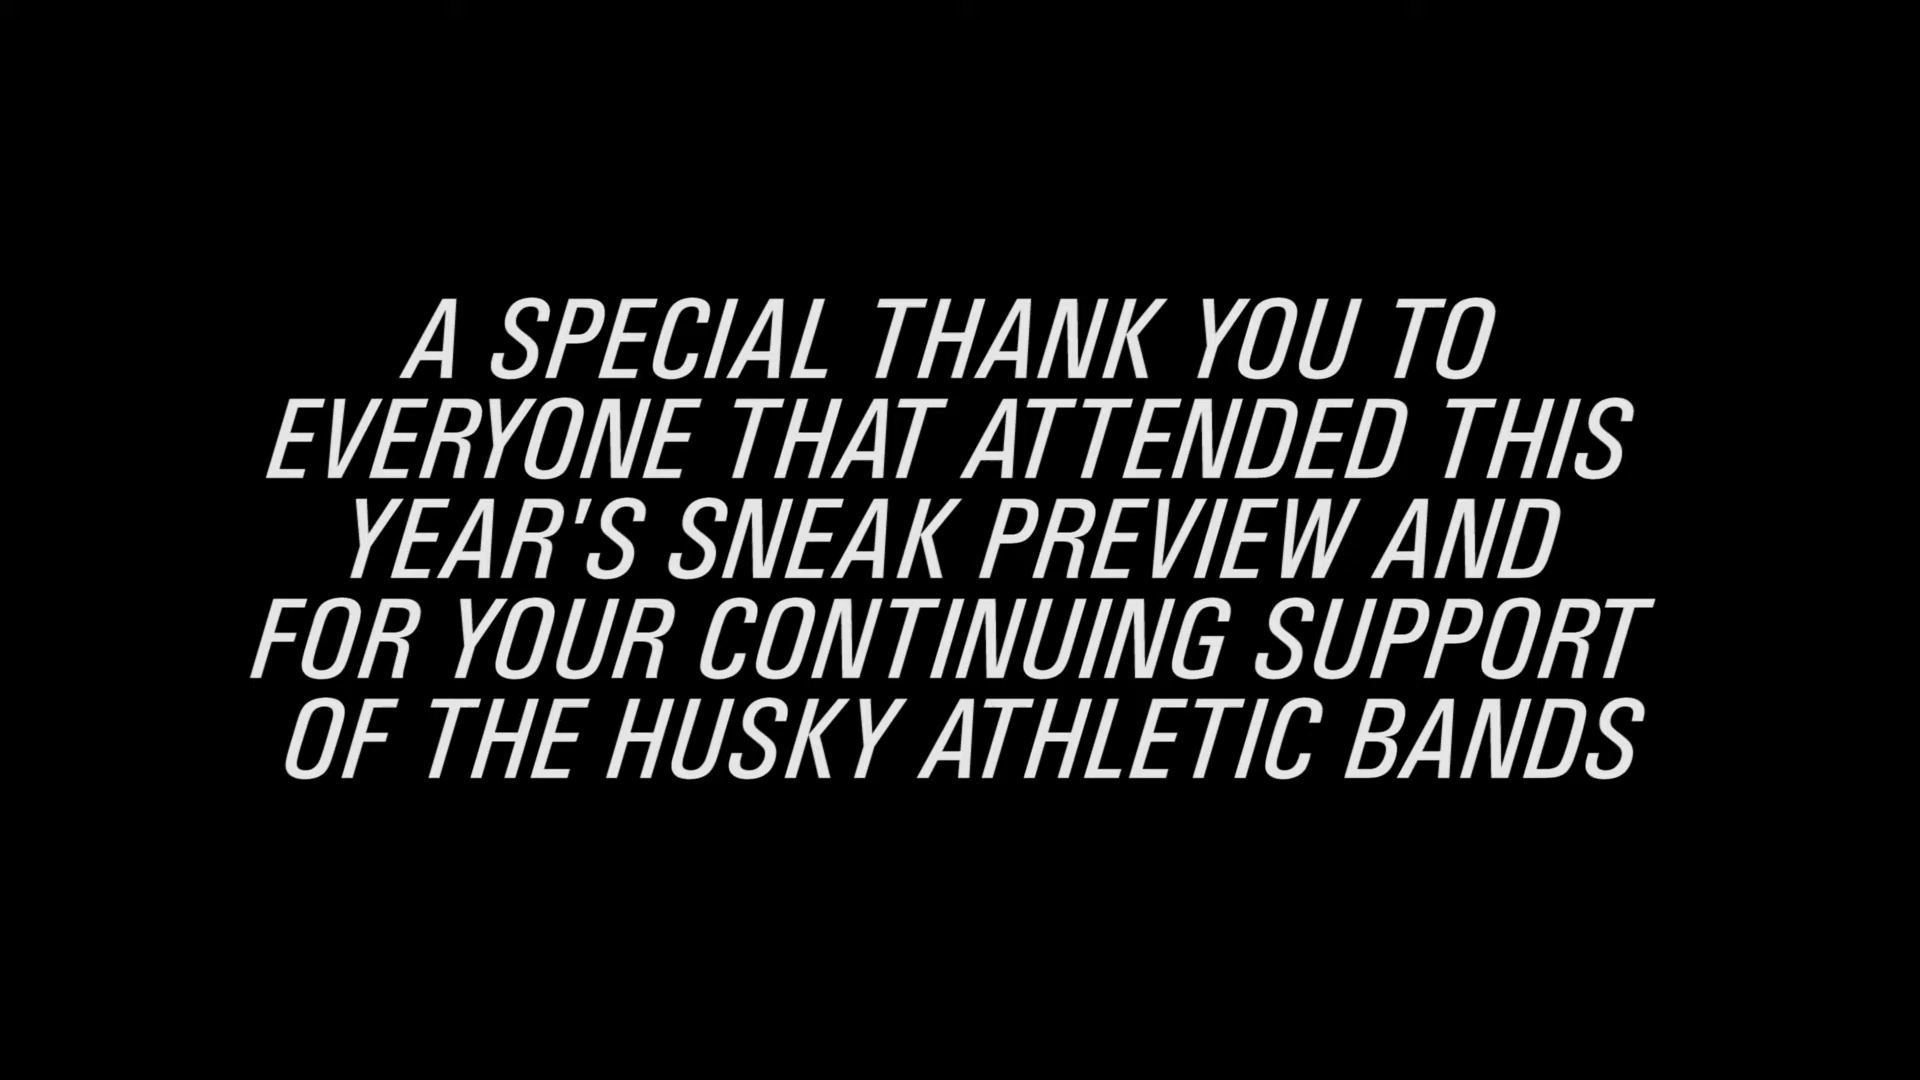 A SPECIAL THANK YOU TO
EVERYONE THAT ATTENDED THIS
YEAR'S SNEAK PREVIEW AND
FOR YOUR CONTINUING SUPPORT
OF THE HUSKY ATHLETIC BANDS